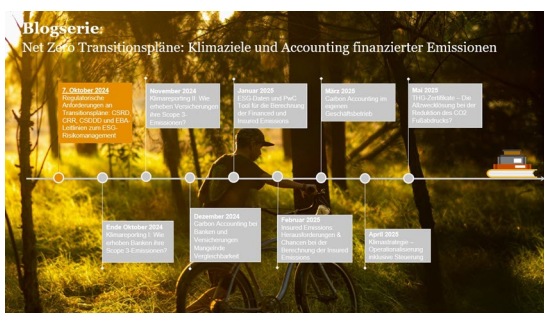 Blogserie
Net Zero Transitionspläne: Klimaziele und Accounting finanzierter Emissionen
7. Oktober 2024
Regulatorische
Anforderungen an
Transitionspläne: CSRD,
CRR, CSDDD und EBA-
Leitlinien zum ESG-
Risikomanagement
Ende Oktober 2024
Klimareporting I: Wie
erheben Banken ihre
Scope 3-Emissionen?
November 2024
Klimareporting II: Wie
erheben Versicherungen
ihre Scope 3-
Emissionen?
Dezember 2024
Carbon Accounting bei
Banken und
Versicherungen:
Mangelnde
Vergleichbarkeit
Januar 2025
ESG-Daten und PwC
Tool für die Berechnung
der Financed und
Insured Emissions
Februar 2025
Insured Emissions:
Herausforderungen &
Chancen bei der
Berechnung der Insured
Emissions
März 2025
Carbon Accounting im
eigenen
Geschäftsbetrieb
April 2025
Klimastrategie –
Operationalisierung
inklusive Steuerung
Mai 2025
THG-Zertifikate – Die
Allzwecklösung bei der
Reduktion des CO2
Fußabdrucks?